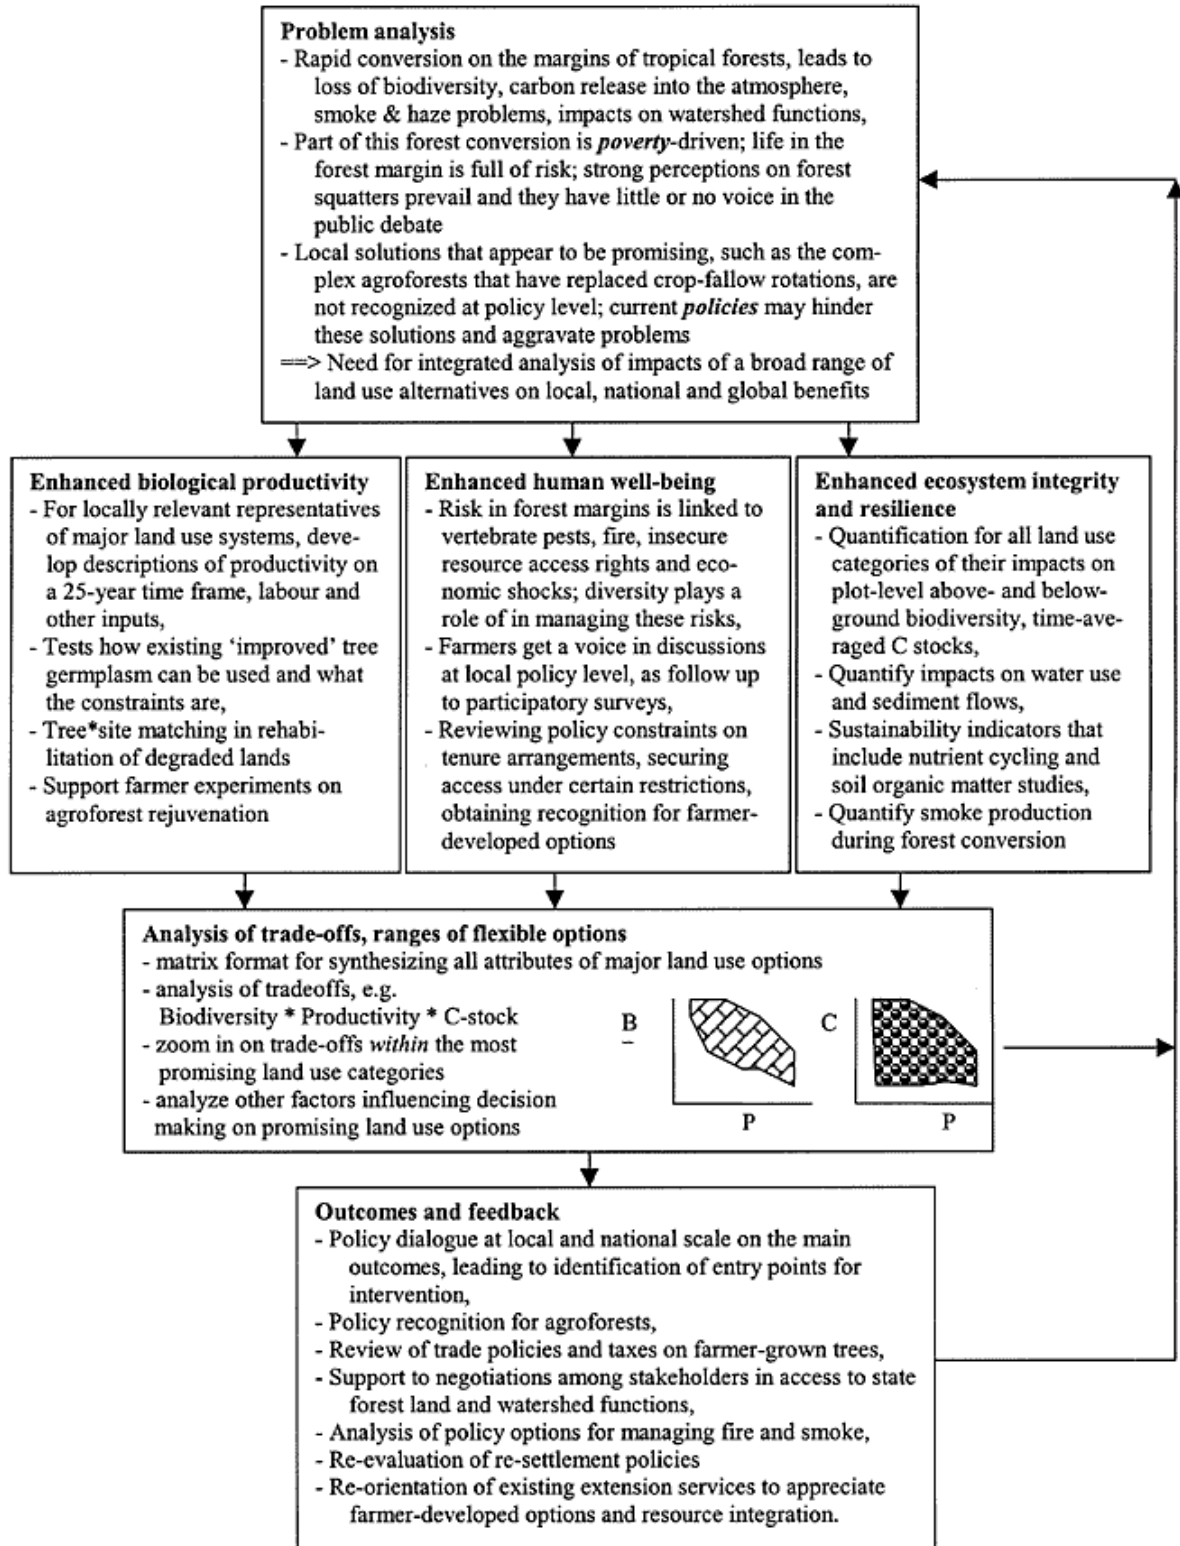 Problem analysis
- Rapid conversion on the margins of tropical forests, leads to
loss of biodiversity, carbon release into the atmosphere,
smoke & haze problems, impacts on watershed functions,
- Part of this forest conversion is poverty-driven; life in the
forest margin is full of risk; strong perceptions on forest
squatters prevail and they have little or no voice in the
public debate
- Local solutions that appear to be promising, such as the com-
plex agroforests that have replaced crop-fallow rotations, are
not recognized at policy level; current policies may hinder
these solutions and aggravate problems
==> Need for integrated analysis of impacts of a broad range of
land use alternatives on local, national and global benefits
Enhanced biological productivity
- For locally relevant representatives
of major land use systems, deve-
lop descriptions of productivity on
a 25-year time frame, labour and
other inputs,
- Tests how existing ‘improved’ tree
germplasm can be used and what
the constraints are,
- Tree*site matching in rehabi-
litation of degraded lands
- Support farmer experiments on
agroforest rejuvenation
Enhanced human well-being
- Risk in forest margins is linked to
vertebrate pests, fire, insecure
resource access rights and eco-
nomic shocks; diversity plays a
role of in managing these risks,
- Farmers get a voice in discussions
at local policy level, as follow up
to participatory surveys,
- Reviewing policy constraints on
tenure arrangements, securing
access under certain restrictions,
obtaining recognition for farmer-
developed options
Enhanced ecosystem integrity
and resilience
- Quantification for all land use
categories of their impacts on
plot-level above- and below-
ground biodiversity, time-ave-
raged C stocks,
- Quantify impacts on water use
and sediment flows,
- Sustainability indicators that
include nutrient cycling and
soil organic matter studies,
- Quantify smoke production
during forest conversion
Analysis of trade-offs, ranges of flexible options
- matrix format for synthesizing all attributes of major land use options
- analysis of tradeoffs, e.g.
Biodiversity * Productivity * C-stock
- zoom in on trade-offs within the most
promising land use categories
- analyze other factors influencing decision
making on promising land use options
B
P
C
P
Outcomes and feedback
- Policy dialogue at local and national scale on the main
outcomes, leading to identification of entry points for
intervention,
- Policy recognition for agroforests,
- Review of trade policies and taxes on farmer-grown trees,
- Support to negotiations among stakeholders in access to state
forest land and watershed functions,
- Analysis of policy options for managing fire and smoke,
- Re-evaluation of re-settlement policies
- Re-orientation of existing extension services to appreciate
farmer-developed options and resource integration.